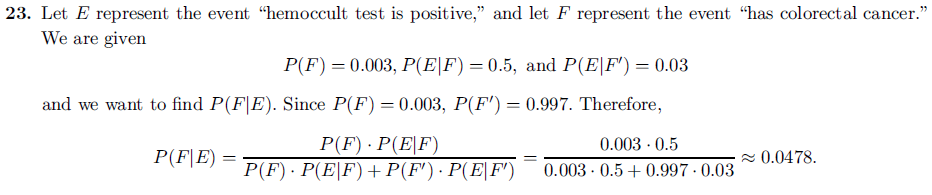 23. Let E represent the event “hemoccult test is positive,” and let F represent the event “has colorectal cancer.”
We are given
P(F) = 0.003, P(E|F) = 0.5, and P(E|F′) = 0.03
and we want to find P(F|E). Since P(F) = 0.003, P(F′) = 0.997. Therefore,
P(F|E) = \frac{P(F) · P(E|F)}{P(F) · P(E|F) + P(F′) · P(E|F′)} = \frac{0.003 · 0.5}{0.003 · 0.5 + 0.997 · 0.03} ≈ 0.0478.